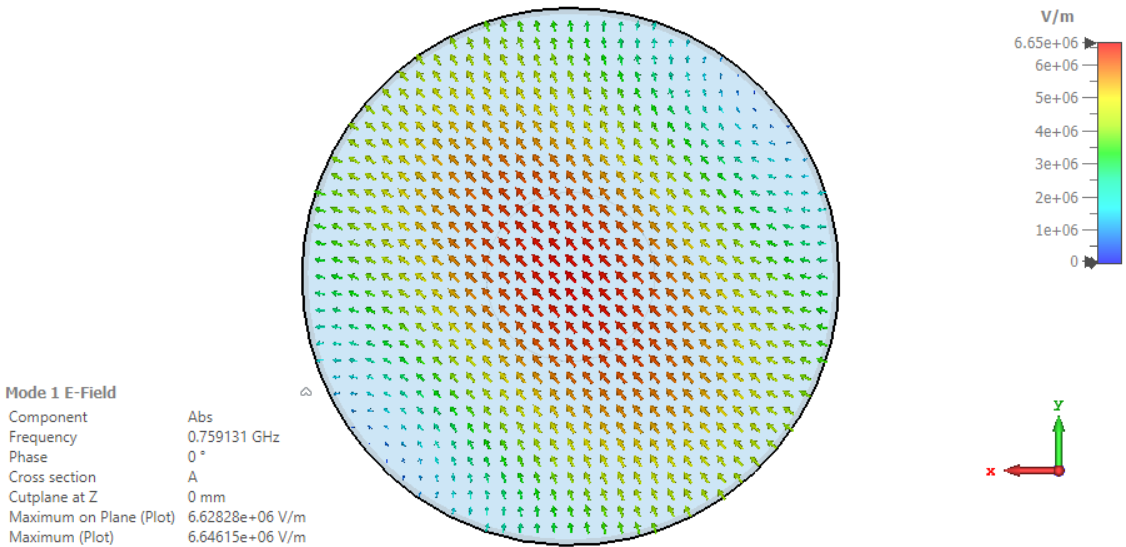 V/m
6.65e+06
6e+06
5e+06
4e+06
3e+06
2e+06
1e+06
0
Mode 1 E-Field
Component Abs
Frequency 0.759131 GHz
Phase 0 °
Cross section A
Cutplane at Z 0 mm
Maximum on Plane (Plot) 6.62828e+06 V/m
Maximum (Plot) 6.64615e+06 V/m
y
x